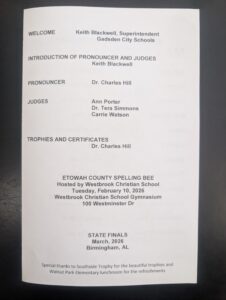 WELCOME Keith Blackwell, Superintendent
Gadsden City Schools
INTRODUCTION OF PRONOUNCER AND JUDGES
Keith Blackwell
PRONOUNCER Dr. Charles Hill
JUDGES Ann Porter
Dr. Tera Simmons
Carrie Watson
TROPHIES AND CERTIFICATES
Dr. Charles Hill
ETOWAH COUNTY SPELLING BEE
Hosted by Westbrook Christian School
Tuesday, February 10, 2026
Westbrook Christian School Gymnasium
100 Westminster Dr
STATE FINALS
March, 2026
Birmingham, AL
Special thanks to Southside Trophy for the beautiful trophies and
Walnut Park Elementary lunchroom for the refreshments